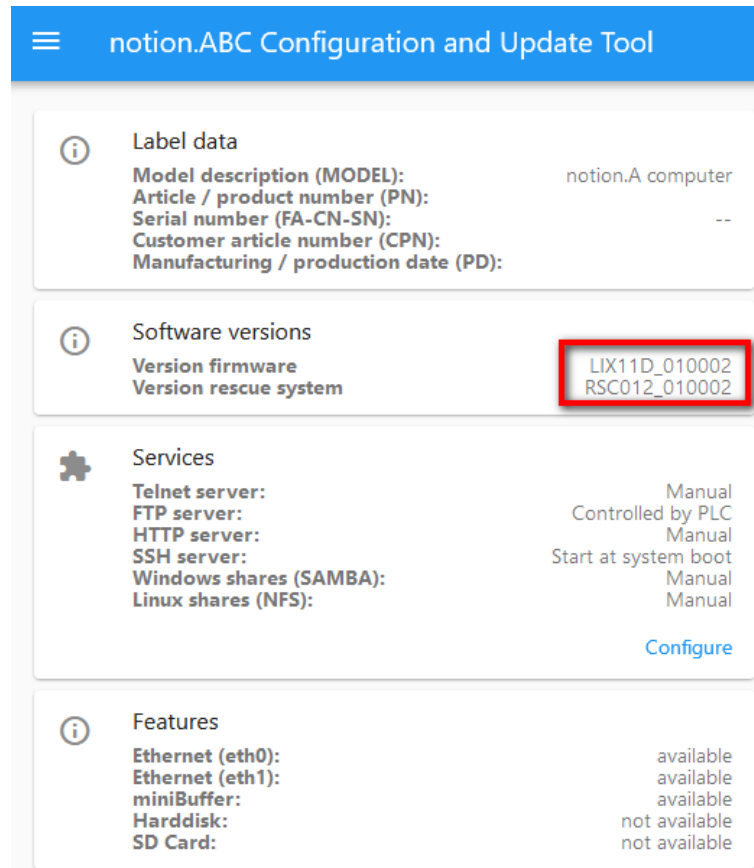 notion.ABC Configuration and Update Tool
Label data
Model description (MODEL): notion.A computer
Article / product number (PN):
Serial number (FA-CN-SN): --
Customer article number (CPN):
Manufacturing / production date (PD):
Software versions
Version firmware LIX11D_010002
Version rescue system RSC012_010002
Services
Telnet server: Manual
FTP server: Controlled by PLC
HTTP server: Manual
SSH server: Start at system boot
Windows shares (SAMBA): Manual
Linux shares (NFS): Manual
Configure
Features
Ethernet (eth0): available
Ethernet (eth1): available
miniBuffer: available
Harddisk: not available
SD Card: not available